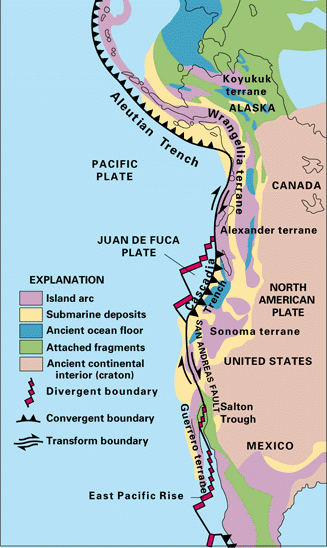 Koyukuk
terrane
ALASKA
Aleutian Trench
Wrangellia terrane
PACIFIC
PLATE
CANADA
Alexander terrane
JUAN DE FUCA
PLATE
Cascadia
Trench
EXPLANATION
Island arc
Submarine deposits
Ancient ocean floor
Attached fragments
Ancient continental
interior (craton)
Divergent boundary
Convergent boundary
Transform boundary
NORTH
AMERICAN
PLATE
Sonoma terrane
SAN ANDREAS FAULT
UNITED STATES
Salton
Trough
Guerrero terrane
MEXICO
East Pacific Rise